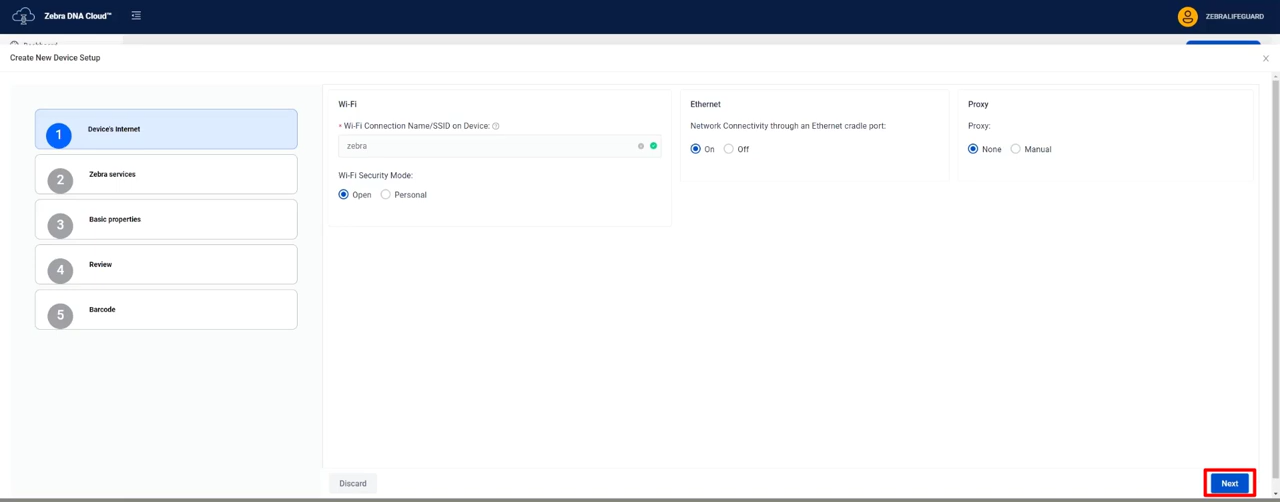 Zebra DNA Cloud™
ZEBRALIFEGUARD
Dashboard
Create New Device Setup
1 Device's Internet
2 Zebra services
3 Basic properties
4 Review
5 Barcode
Wi-Fi
* Wi-Fi Connection Name/SSID on Device:
zebra
Wi-Fi Security Mode:
Open Personal
Ethernet
Network Connectivity through an Ethernet cradle port:
On Off
Proxy
Proxy:
None Manual
Discard
Next